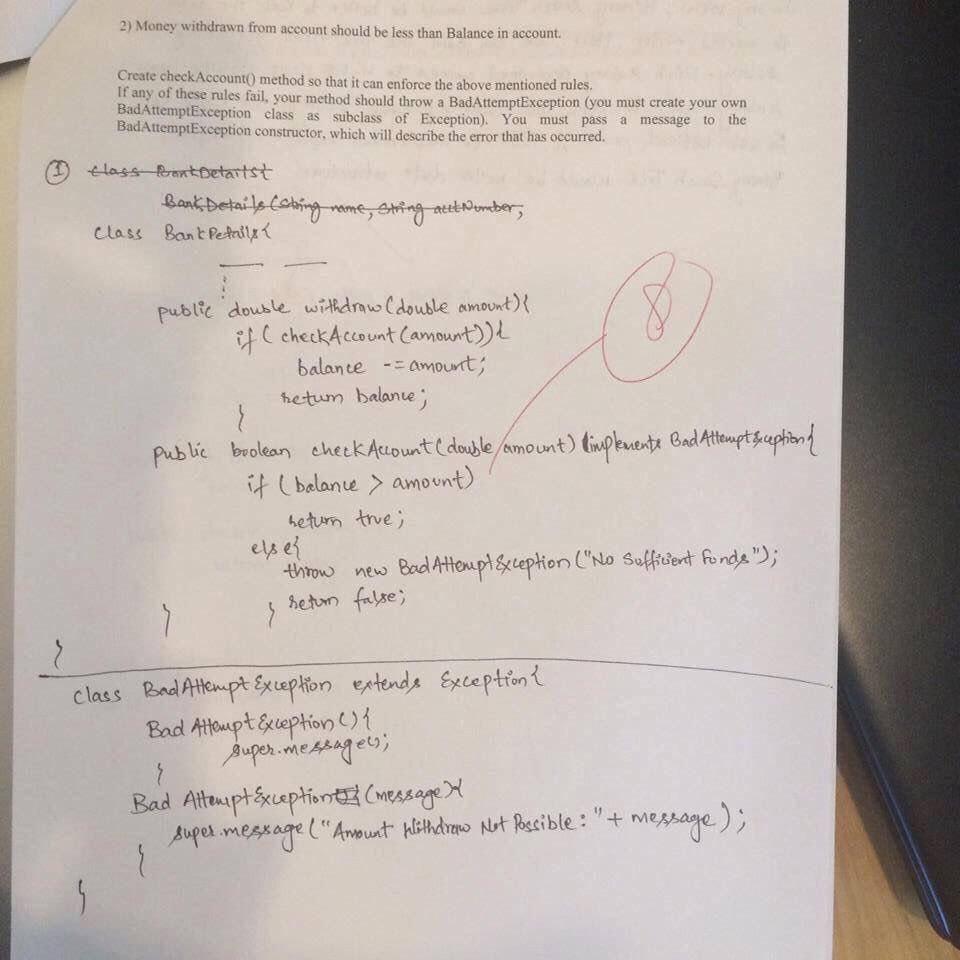 2) Money withdrawn from account should be less than Balance in account.
Create checkAccount() method so that it can enforce the above mentioned rules.
If any of these rules fail, your method should throw a BadAttemptException (you must create your own
BadAttemptException class as subclass of Exception). You must pass a message to the
BadAttemptException constructor, which will describe the error that has occurred.
1 class BankDetails{
BankDetails(String name, String acctNumber,
class BankDetails{
public double withdraw(double amount){
if( checkAccount(amount)){
balance -= amount;
return balance;
}
8
public boolean checkAccount(double amount) implements BadAttemptException{
if (balance > amount)
return true;
else{
throw new BadAttemptException("No Sufficient Funds");
return false;
} }
}
class BadAttemptException extends Exception{
Bad AttemptException(){
super.message();
}
Bad AttemptException (message){
super.message("Amount Withdraw Not Possible: "+ message);
}
}